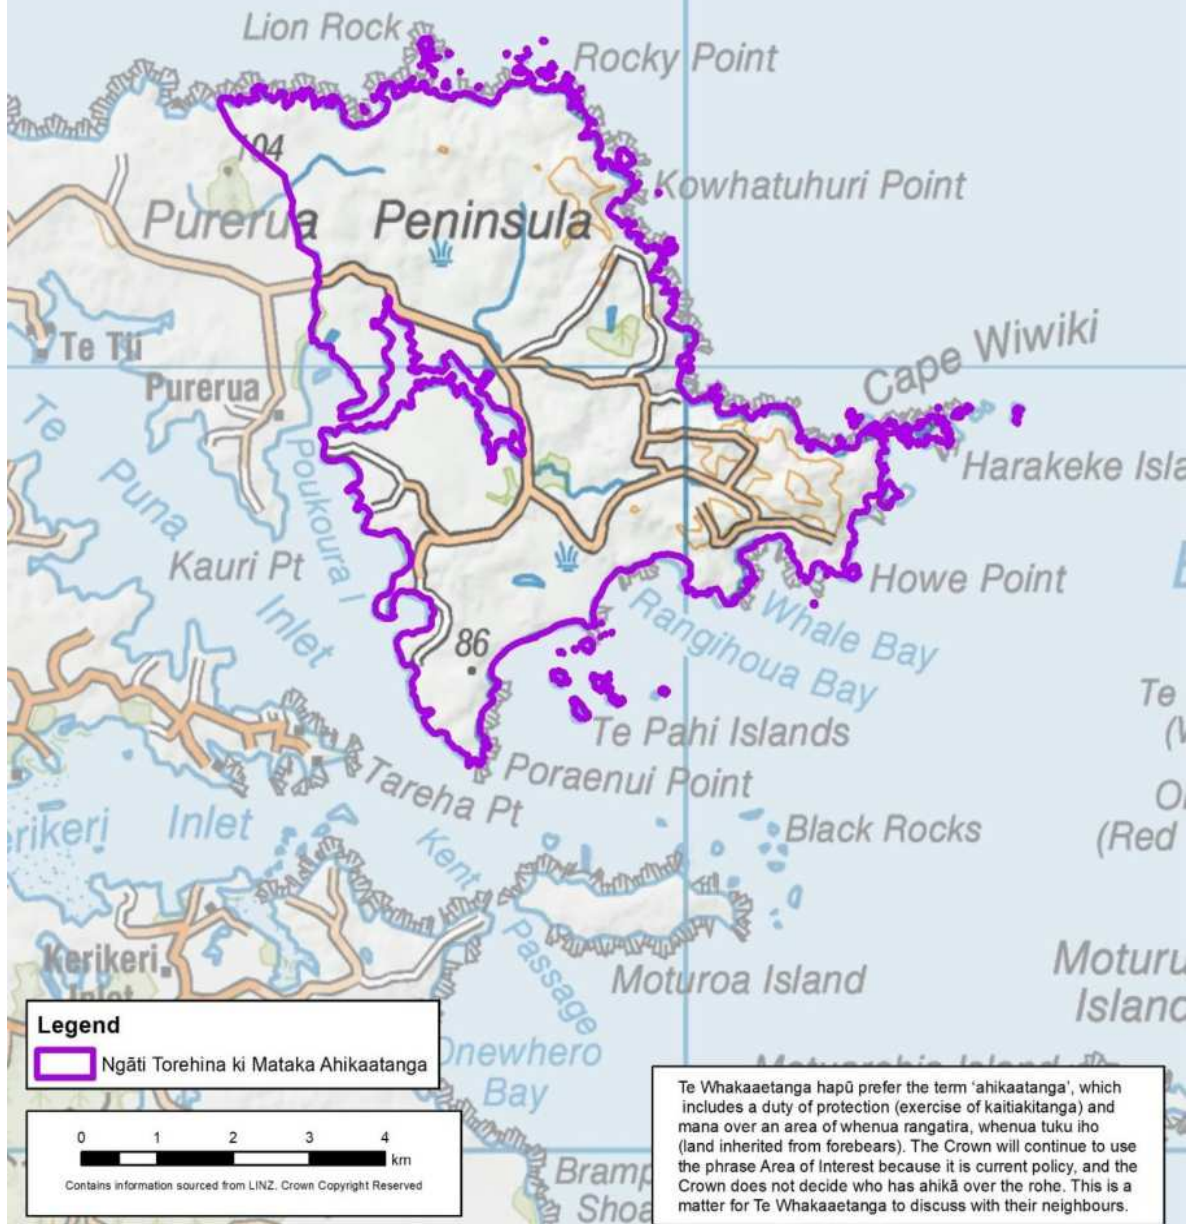 Lion Rock
Rocky Point
104
Kowhatuhuri Point
Purerua Peninsula
Te Tii
Cape Wiwiki
Purerua
Te Puna Inlet
Poukoura I
Harakeke Isla
Kauri Pt
Howe Point
Whale Bay
Rangihoua Bay
86
Te Pahi Islands
Te
Poraenui Point
Tareha Pt
(Red
erikeri Inlet
Black Rocks
Kent Passage
Kerikeri
Inlet
Moturoa Island
Moturu
Island
Onewhero
Bay
Bramp
Shoa
Legend
Ngāti Torehina ki Mataka Ahikaatanga
0 1 2 3 4
km
Contains information sourced from LINZ. Crown Copyright Reserved
Te Whakaaetanga hapū prefer the term ‘ahikaatanga’, which
includes a duty of protection (exercise of kaitiakitanga) and
mana over an area of whenua rangatira, whenua tuku iho
(land inherited from forebears). The Crown will continue to use
the phrase Area of Interest because it is current policy, and the
Crown does not decide who has ahikā over the rohe. This is a
matter for Te Whakaaetanga to discuss with their neighbours.